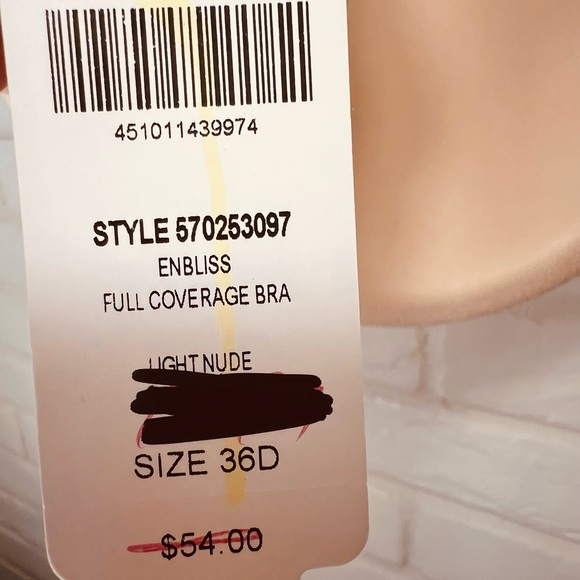 451011439974
STYLE 570253097
ENBLISS
FULL COVERAGE BRA
LIGHT NUDE
SIZE 36D
$54.00